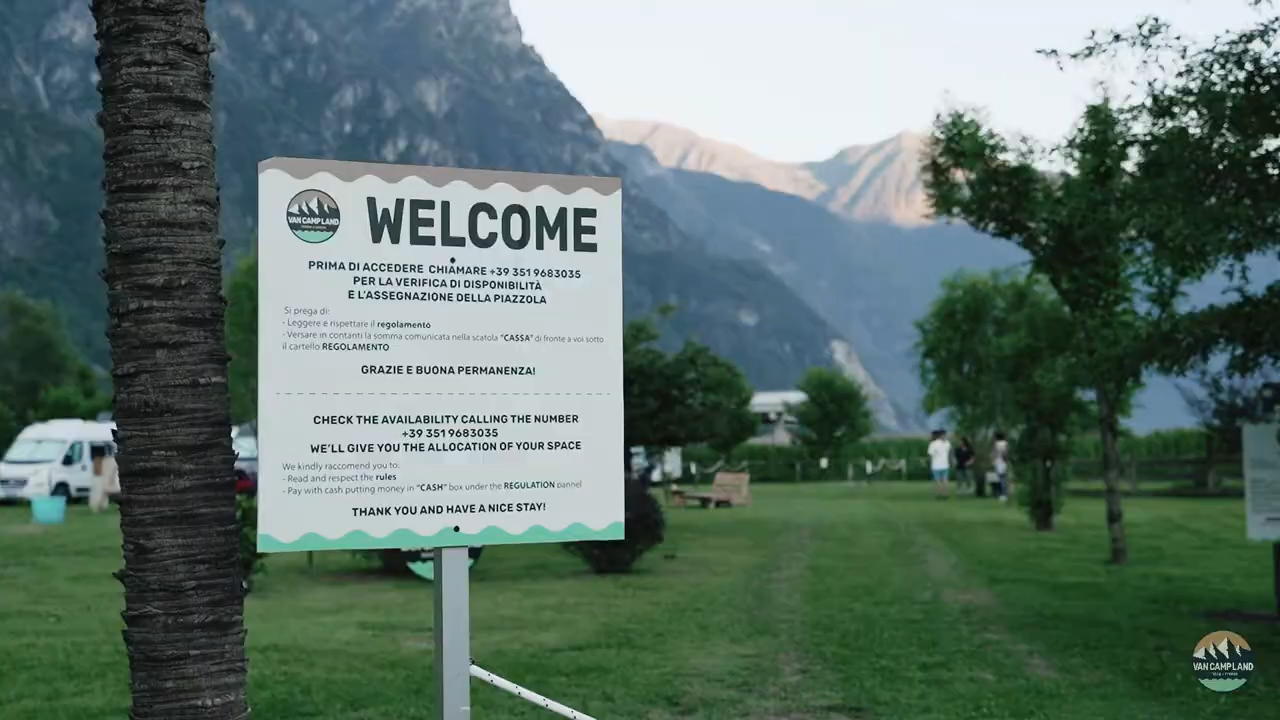 VAN CAMP LAND
WELCOME
PRIMA DI ACCEDERE CHIAMARE +39 351 9683035
PER LA VERIFICA DI DISPONIBILITÀ
E L'ASSEGNAZIONE DELLA PIAZZOLA
Si prega di:
- Leggere e rispettare il regolamento
- Versare in contanti la somma comunicata nella scatola "CASSA" di fronte a voi sotto
il cartello REGOLAMENTO
GRAZIE E BUONA PERMANENZA!
CHECK THE AVAILABILITY CALLING THE NUMBER
+39 351 9683035
WE'LL GIVE YOU THE ALLOCATION OF YOUR SPACE
We kindly raccomend you to:
- Read and respect the rules
- Pay with cash putting money in "CASH" box under the REGULATION pannel
THANK YOU AND HAVE A NICE STAY!
VAN CAMP LAND